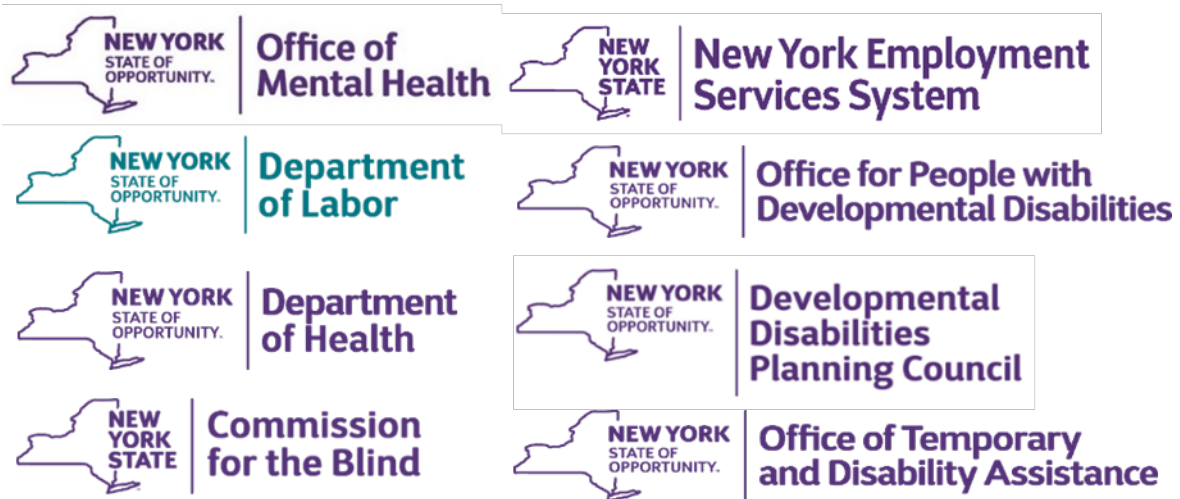 NEW YORK
STATE OF
OPPORTUNITY.
Office of
Mental Health
NEW
YORK
STATE
New York Employment
Services System
NEW YORK
STATE OF
OPPORTUNITY.
Department
of Labor
NEW YORK
STATE OF
OPPORTUNITY.
Office for People with
Developmental Disabilities
NEW YORK
STATE OF
OPPORTUNITY.
Department
of Health
NEW YORK
STATE OF
OPPORTUNITY.
Developmental
Disabilities
Planning Council
NEW
YORK
STATE
Commission
for the Blind
NEW YORK
STATE OF
OPPORTUNITY.
Office of Temporary
and Disability Assistance